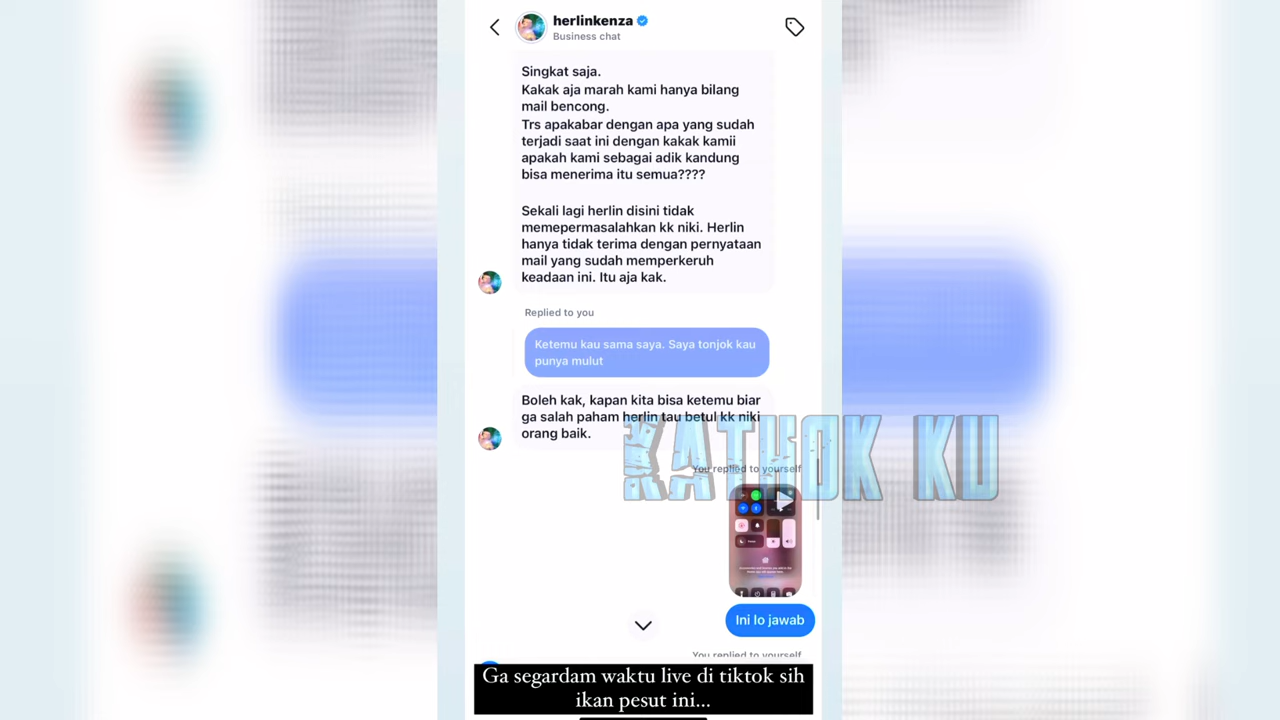 herlinkenza
Business chat
Singkat saja.
Kakak aja marah kami hanya bilang
mail bencong.
Trs apakabar dengan apa yang sudah
terjadi saat ini dengan kakak kamii
apakah kami sebagai adik kandung
bisa menerima itu semua????
Sekali lagi herlin disini tidak
memepermasalahkan kk niki. Herlin
hanya tidak terima dengan pernyataan
mail yang sudah memperkeruh
keadaan ini. Itu aja kak.
Replied to you
Ketemu kau sama saya. Saya tonjok kau
punya mulut
Boleh kak, kapan kita bisa ketemu biar
ga salah paham herlin tau betul kk niki
orang baik.
KATHOK KU
You replied to yourself
Ini lo jawab
You replied to yourself
Ga segardam waktu live di tiktok sih
ikan pesut ini...